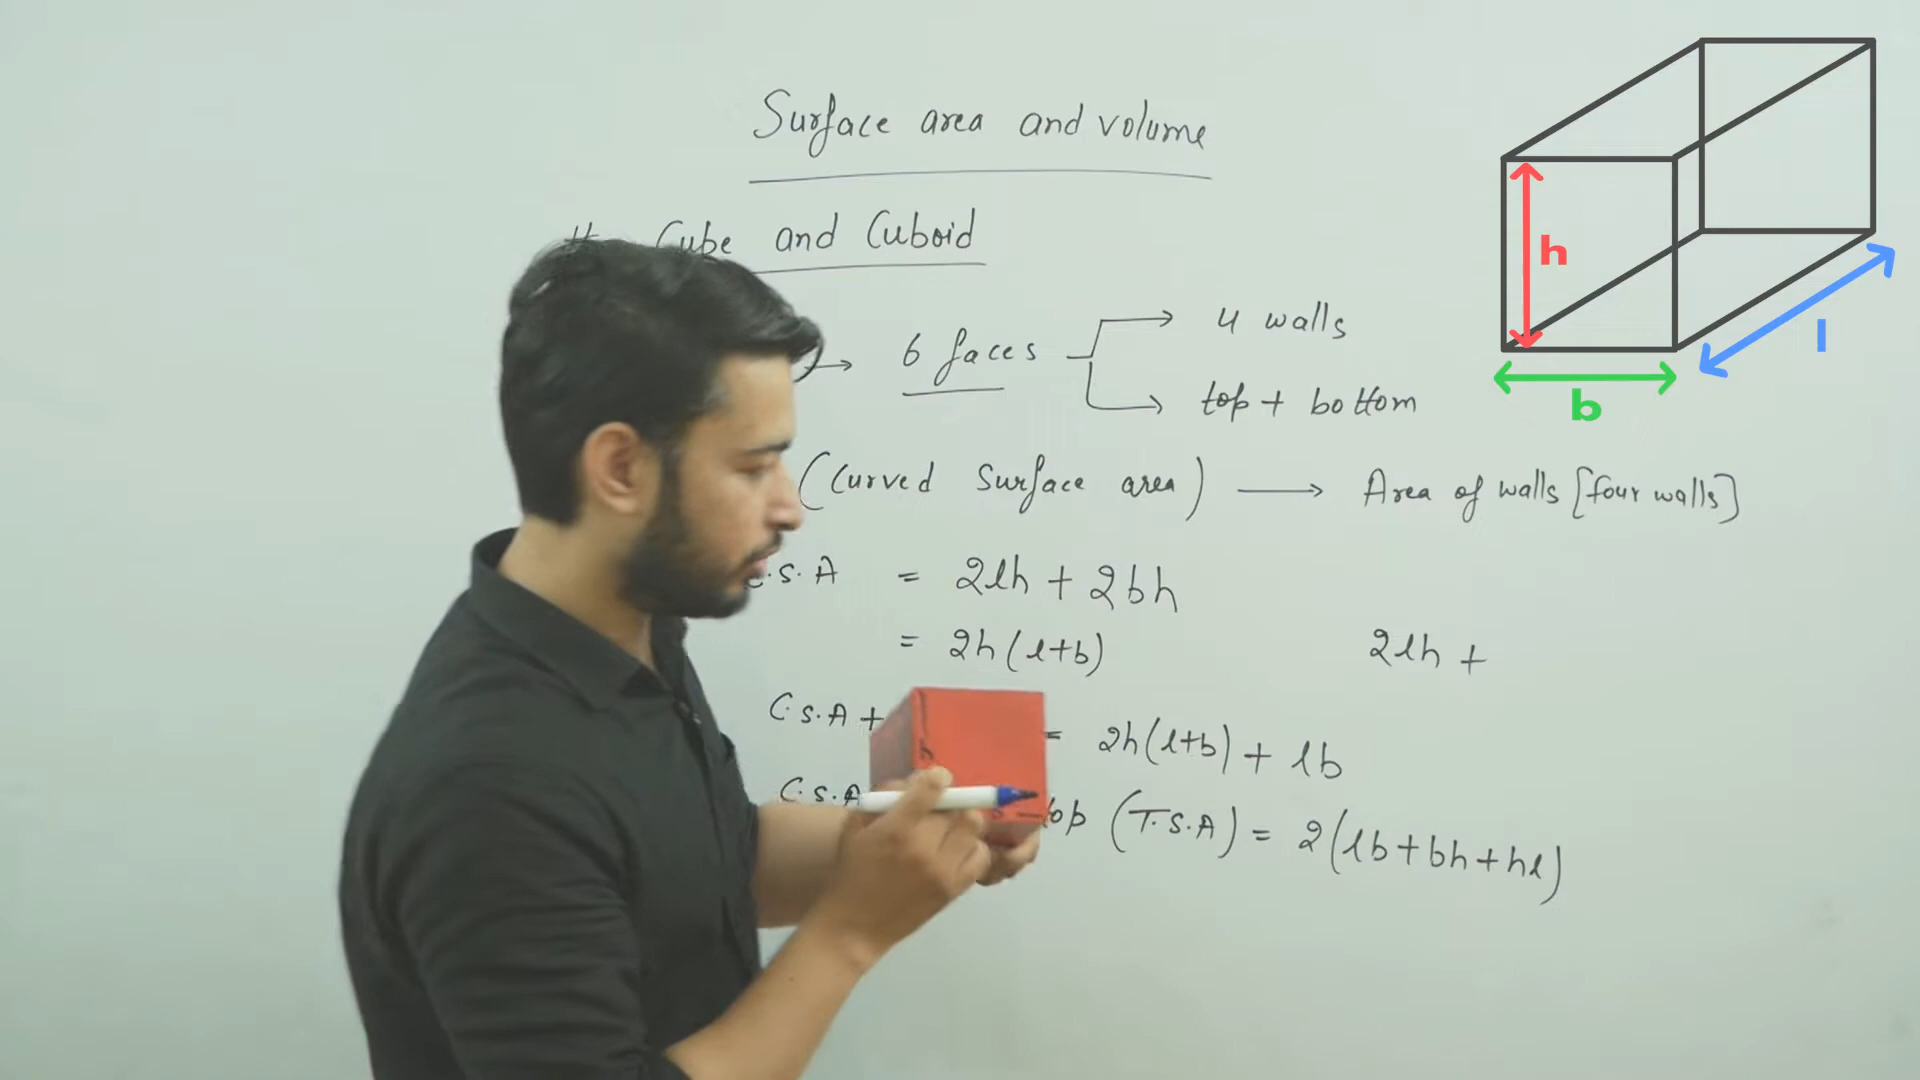 Surface area and volume
# Cube and Cuboid
6 faces → 4 walls
→ top + bottom
(Curved Surface area) → Area of walls [four walls]
C.S.A = 2lh + 2bh
= 2h(l+b)
2lh +
C.S.A + = 2h(l+b) + lb
C.S.A top (T.S.A) = 2(lb+bh+hl)
h
l
b